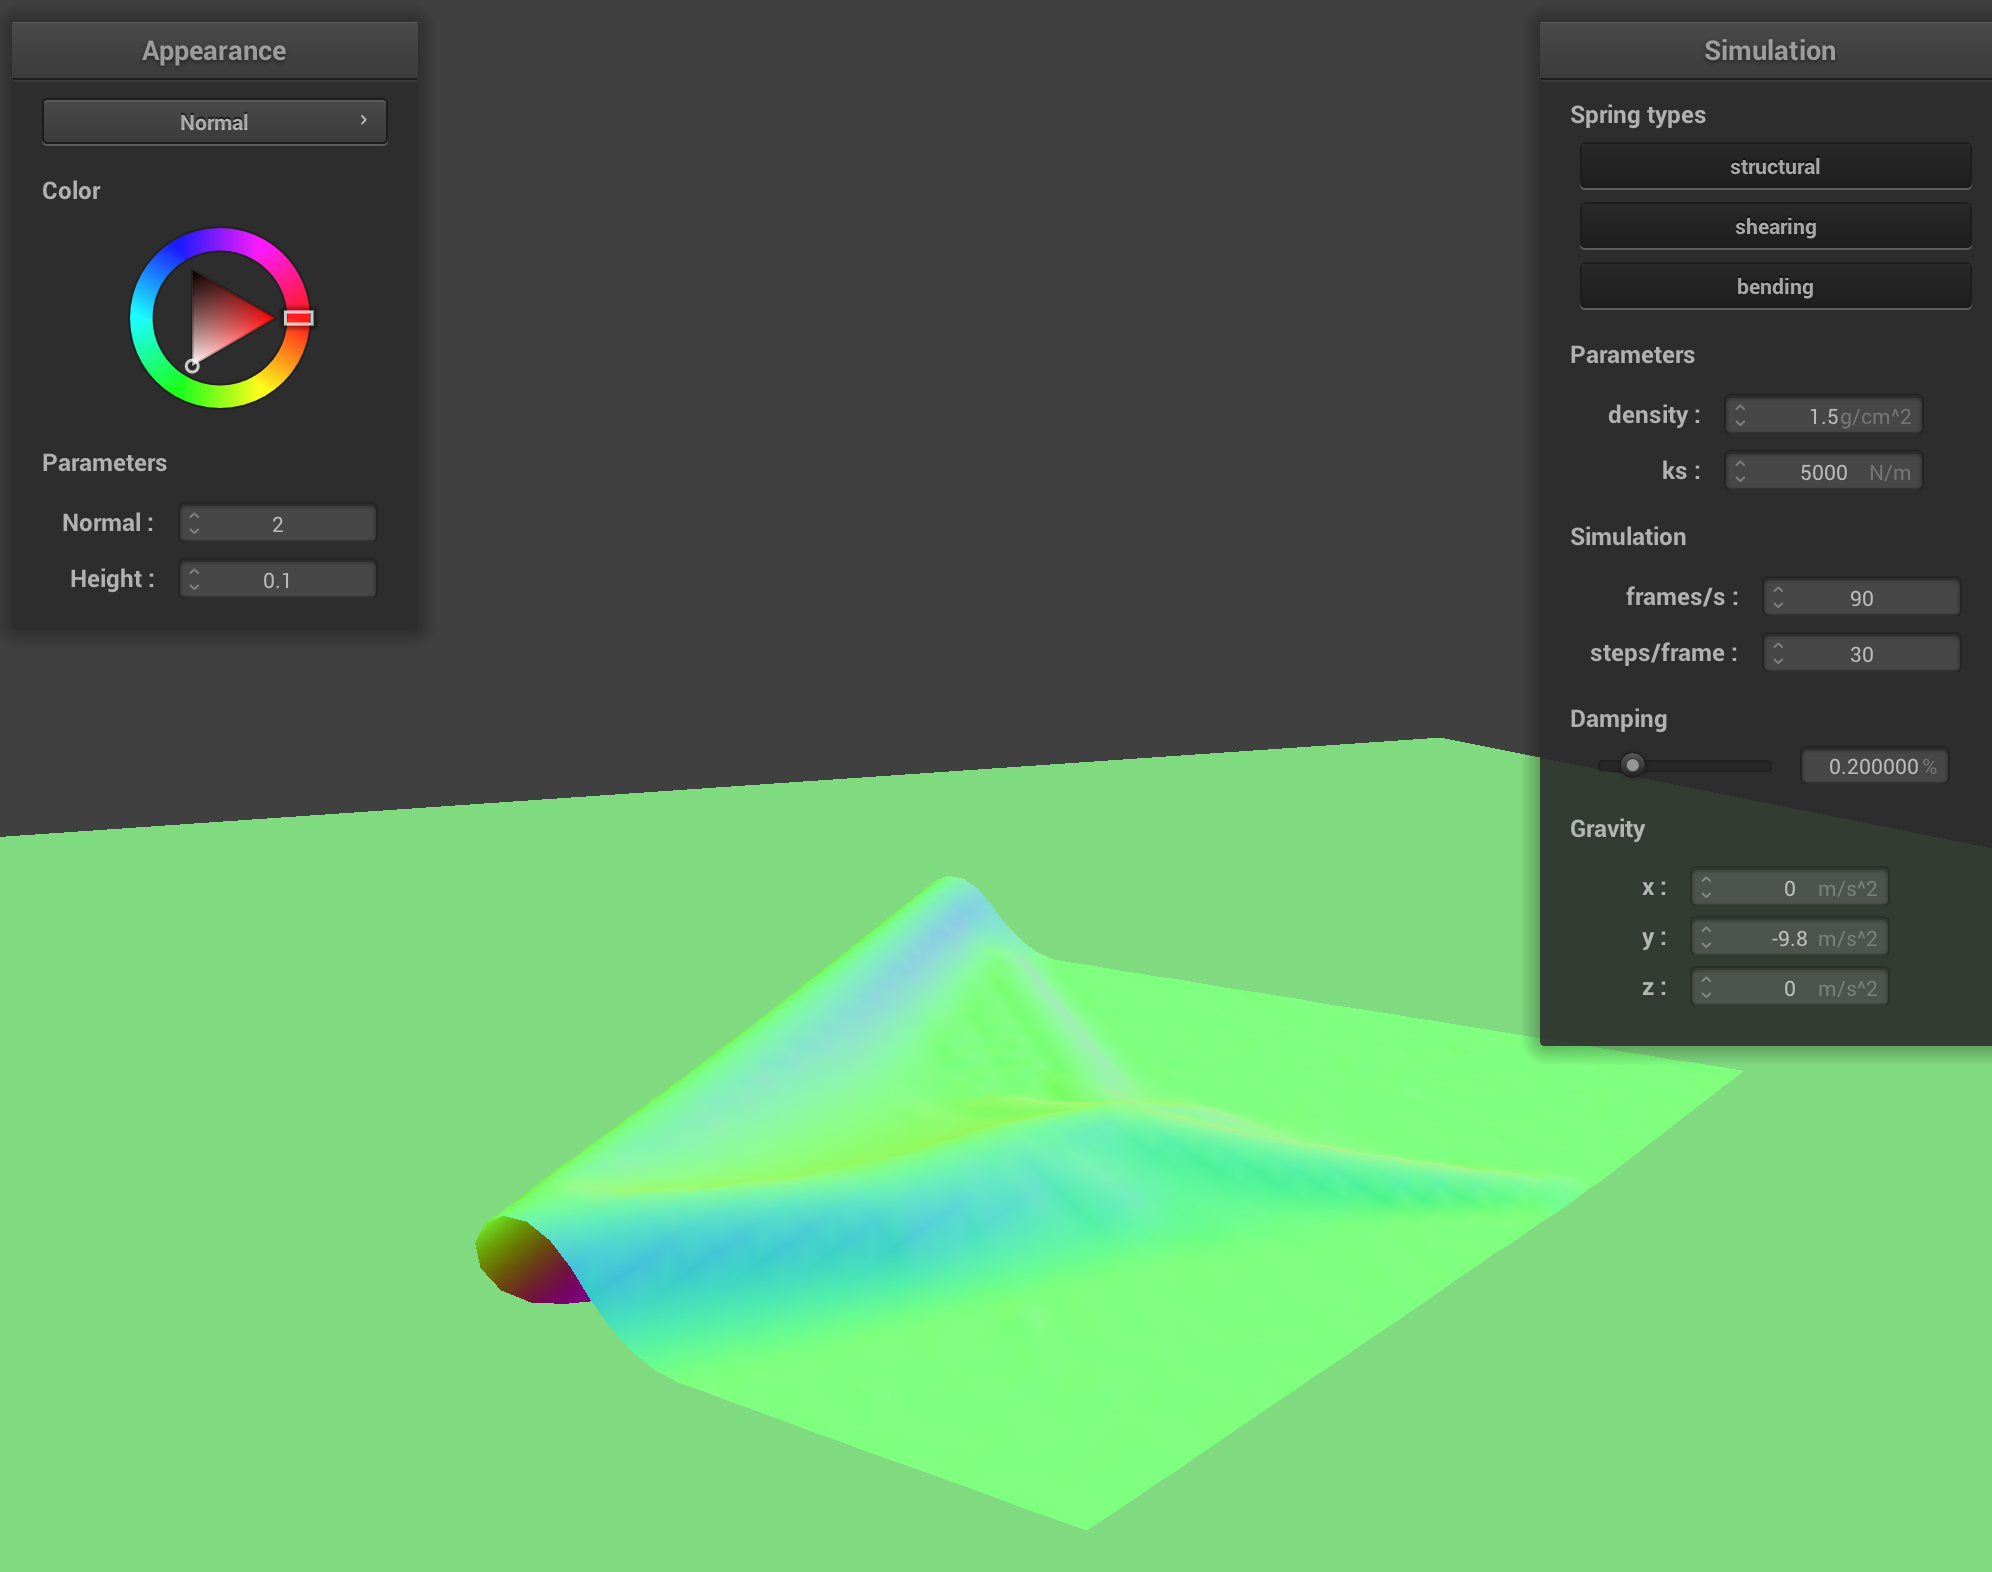 Appearance
Normal
Color
Parameters
Normal : 2
Height : 0.1
Simulation
Spring types
structural
shearing
bending
Parameters
density : 1.5g/cm^2
ks : 5000 N/m
Simulation
frames/s : 90
steps/frame : 30
Damping
0.200000%
Gravity
x : 0 m/s^2
y : -9.8 m/s^2
z : 0 m/s^2